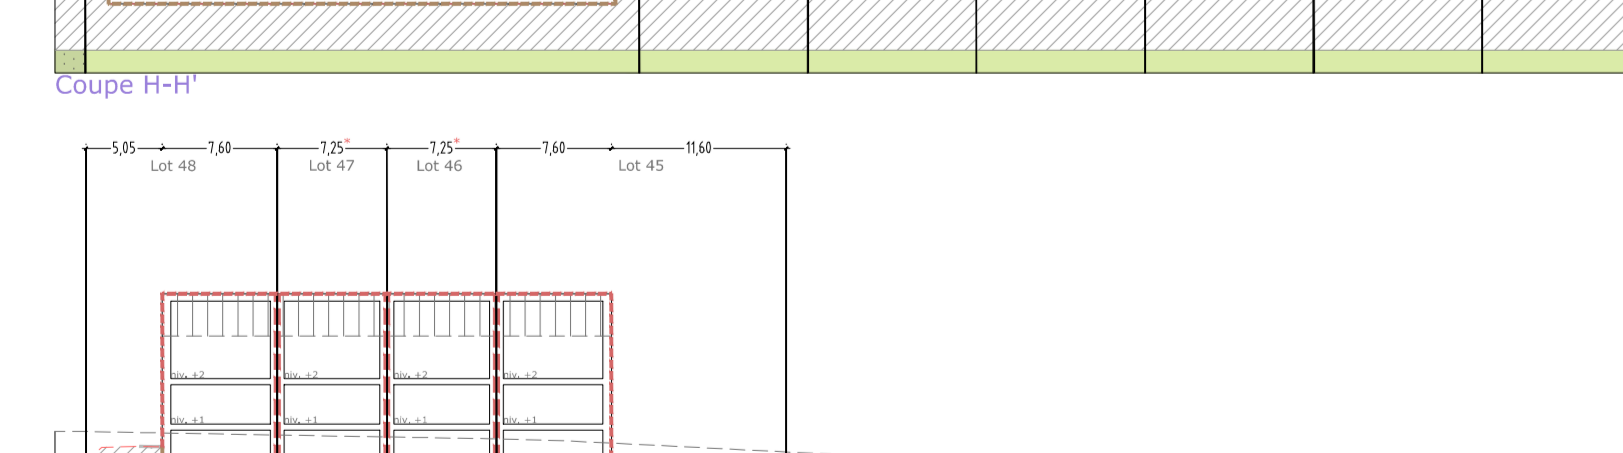 Coupe H-H'
5,05 7,60 7,25* 7,25* 7,60 11,60
Lot 48 Lot 47 Lot 46 Lot 45
niv. +2 niv. +2 niv. +2 niv. +2
niv. +1 niv. +1 niv. +1 niv. +1